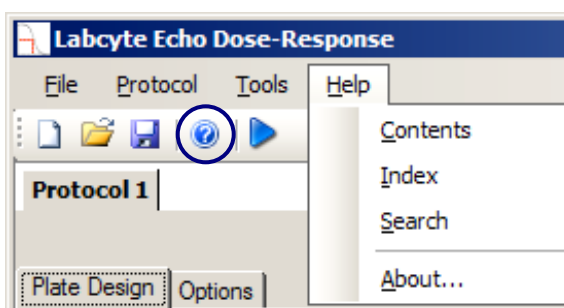 Labcyte Echo Dose-Response
File Protocol Tools Help
Contents
Index
Protocol 1
Search
Plate Design Options
About...